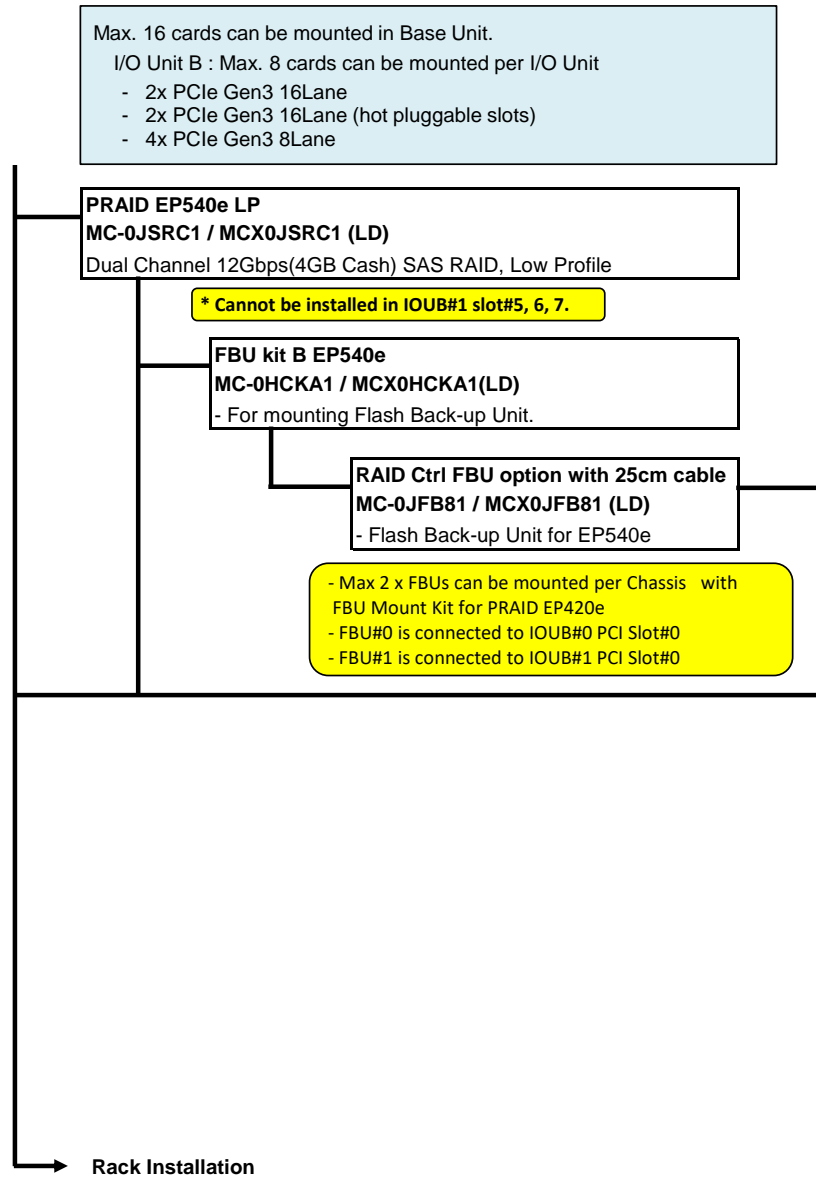 Max. 16 cards can be mounted in Base Unit.
I/O Unit B : Max. 8 cards can be mounted per I/O Unit
- 2x PCIe Gen3 16Lane
- 2x PCIe Gen3 16Lane (hot pluggable slots)
- 4x PCIe Gen3 8Lane
PRAID EP540e LP
MC-0JSRC1 / MCX0JSRC1 (LD)
Dual Channel 12Gbps(4GB Cash) SAS RAID, Low Profile
* Cannot be installed in IOUB#1 slot#5, 6, 7.
FBU kit B EP540e
MC-0HCKA1 / MCX0HCKA1(LD)
- For mounting Flash Back-up Unit.
RAID Ctrl FBU option with 25cm cable
MC-0JFB81 / MCX0JFB81 (LD)
- Flash Back-up Unit for EP540e
- Max 2 x FBUs can be mounted per Chassis with
FBU Mount Kit for PRAID EP420e
- FBU#0 is connected to IOUB#0 PCI Slot#0
- FBU#1 is connected to IOUB#1 PCI Slot#0
Rack Installation